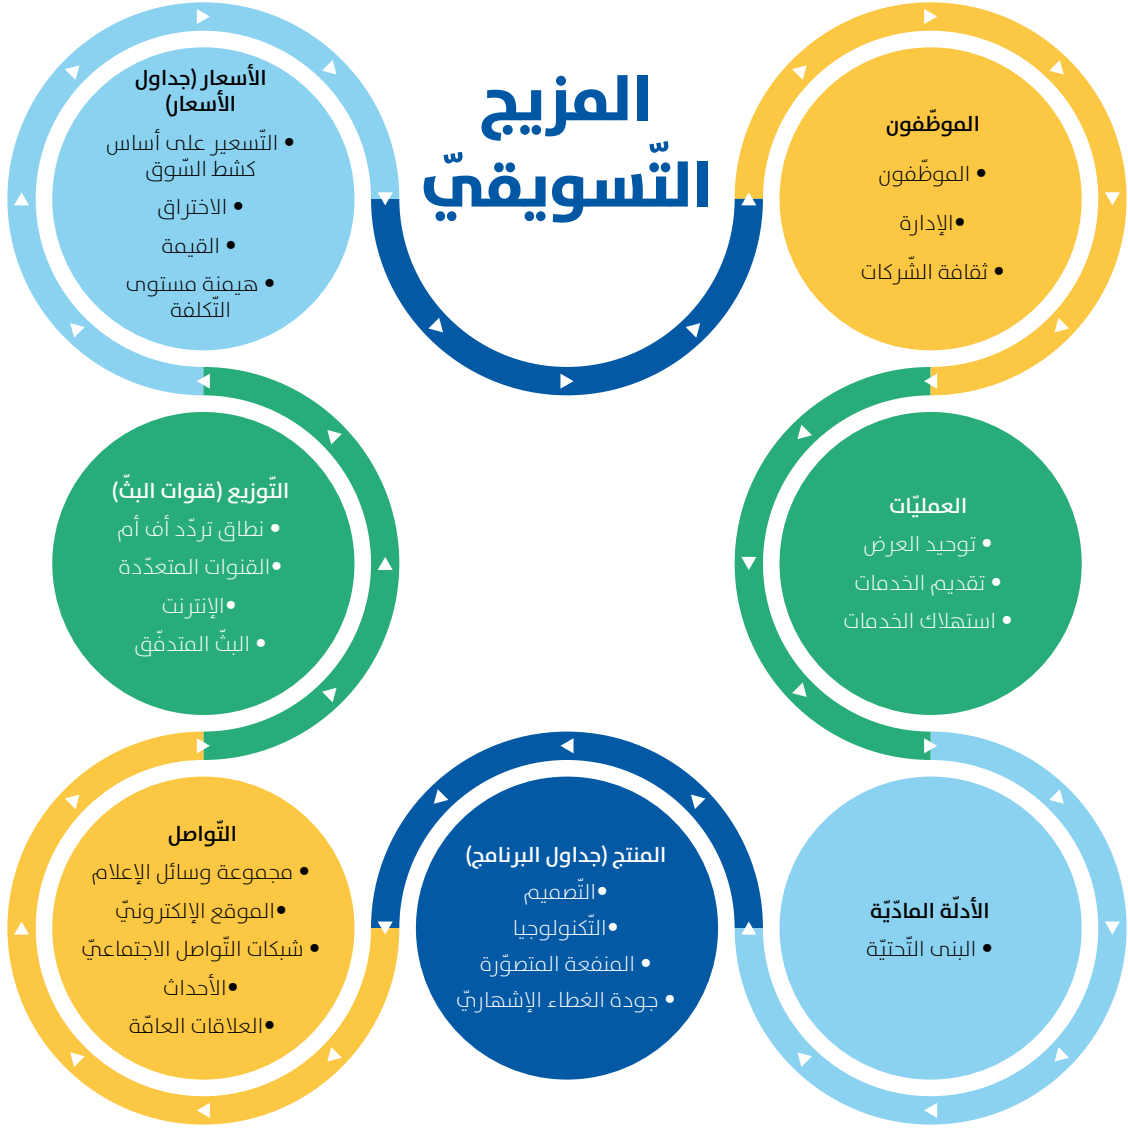 المزيج
التّسويقيّ
الموظّفون
• الموظّفون
•الإدارة
• ثقافة الشّركات
الأسعار (جداول
الأسعار)
• التّسعير على أساس
كشط السّوق
• الاختراق
• القيمة
• هيمنة مستوى
التّكلفة
العمليّات
• توحيد العرض
• تقديم الخدمات
• استهلاك الخدمات
التّوزيع (قنوات البثّ)
• نطاق تردّد أف أم
•القنوات المتعدّدة
•الإنترنت
• البثّ المتدفّق
الأدلّة المادّيّة
• البنى التّحتيّة
المنتج (جداول البرنامج)
•التّصميم
•التّكنولوجيا
• المنفعة المتصوّرة
• جودة الغطاء الإشهاريّ
التّواصل
• مجموعة وسائل الإعلام
•الموقع الإلكترونيّ
• شبكات التّواصل الاجتماعيّ
•الأحداث
•العلاقات العامّة